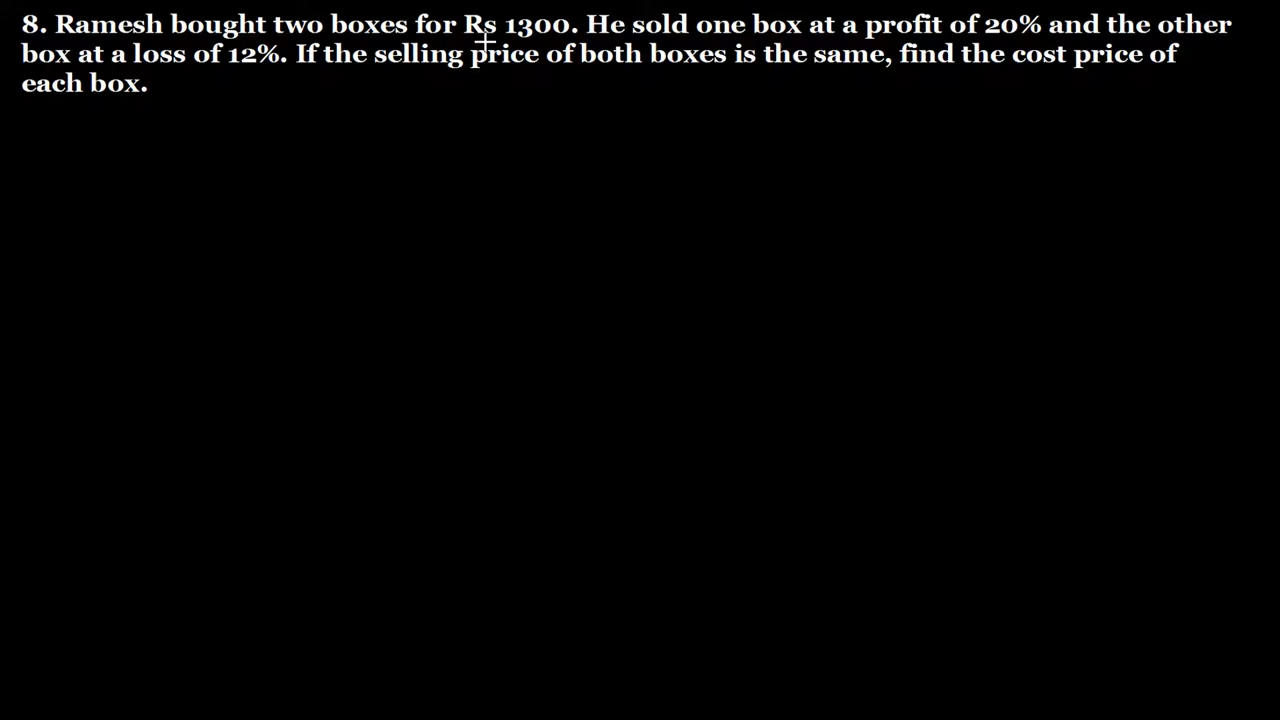 8. Ramesh bought two boxes for Rs 1300. He sold one box at a profit of 20% and the other
box at a loss of 12%. If the selling price of both boxes is the same, find the cost price of
each box.